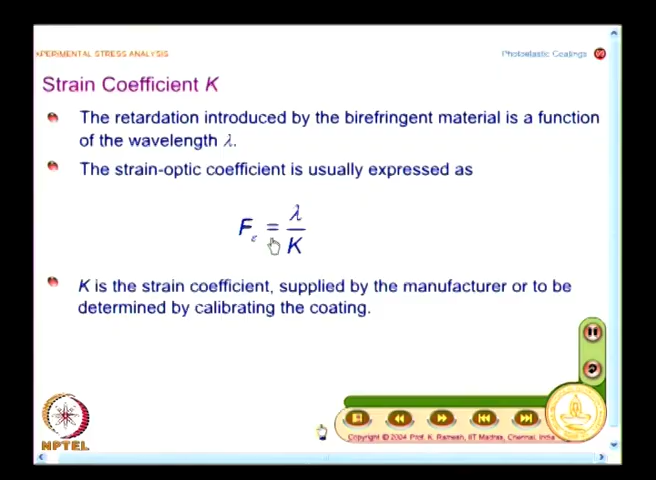 XPERIMENTAL STRESS ANALYSIS
Photoelastic Coatings
Strain Coefficient K
The retardation introduced by the birefringent material is a function
of the wavelength λ.
The strain-optic coefficient is usually expressed as
F_ε = λ / K
K is the strain coefficient, supplied by the manufacturer or to be
determined by calibrating the coating.
NPTEL
Copyright © 2004 Prof. K. Ramesh, IIT Madras, Chennai, India